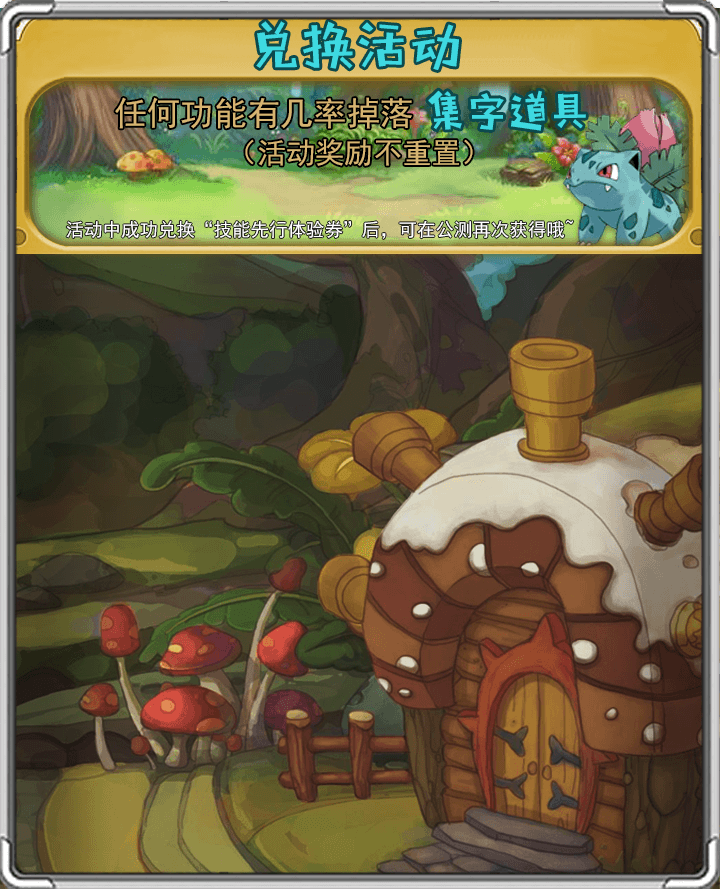 兑换活动
任何功能有几率掉落 集字道具
（活动奖励不重置）
活动中成功兑换“技能先行体验券”后，可在公测再次获得哦~